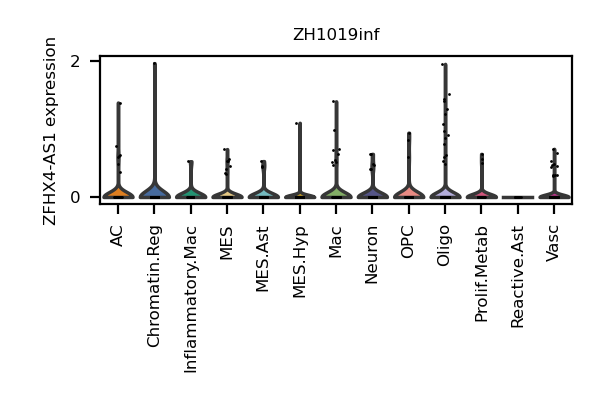 ZH1019inf
ZFHX4-AS1 expression
2
0
AC
Chromatin.Reg
Inflammatory.Mac
MES
MES.Ast
MES.Hyp
Mac
Neuron
OPC
Oligo
Prolif.Metab
Reactive.Ast
Vasc